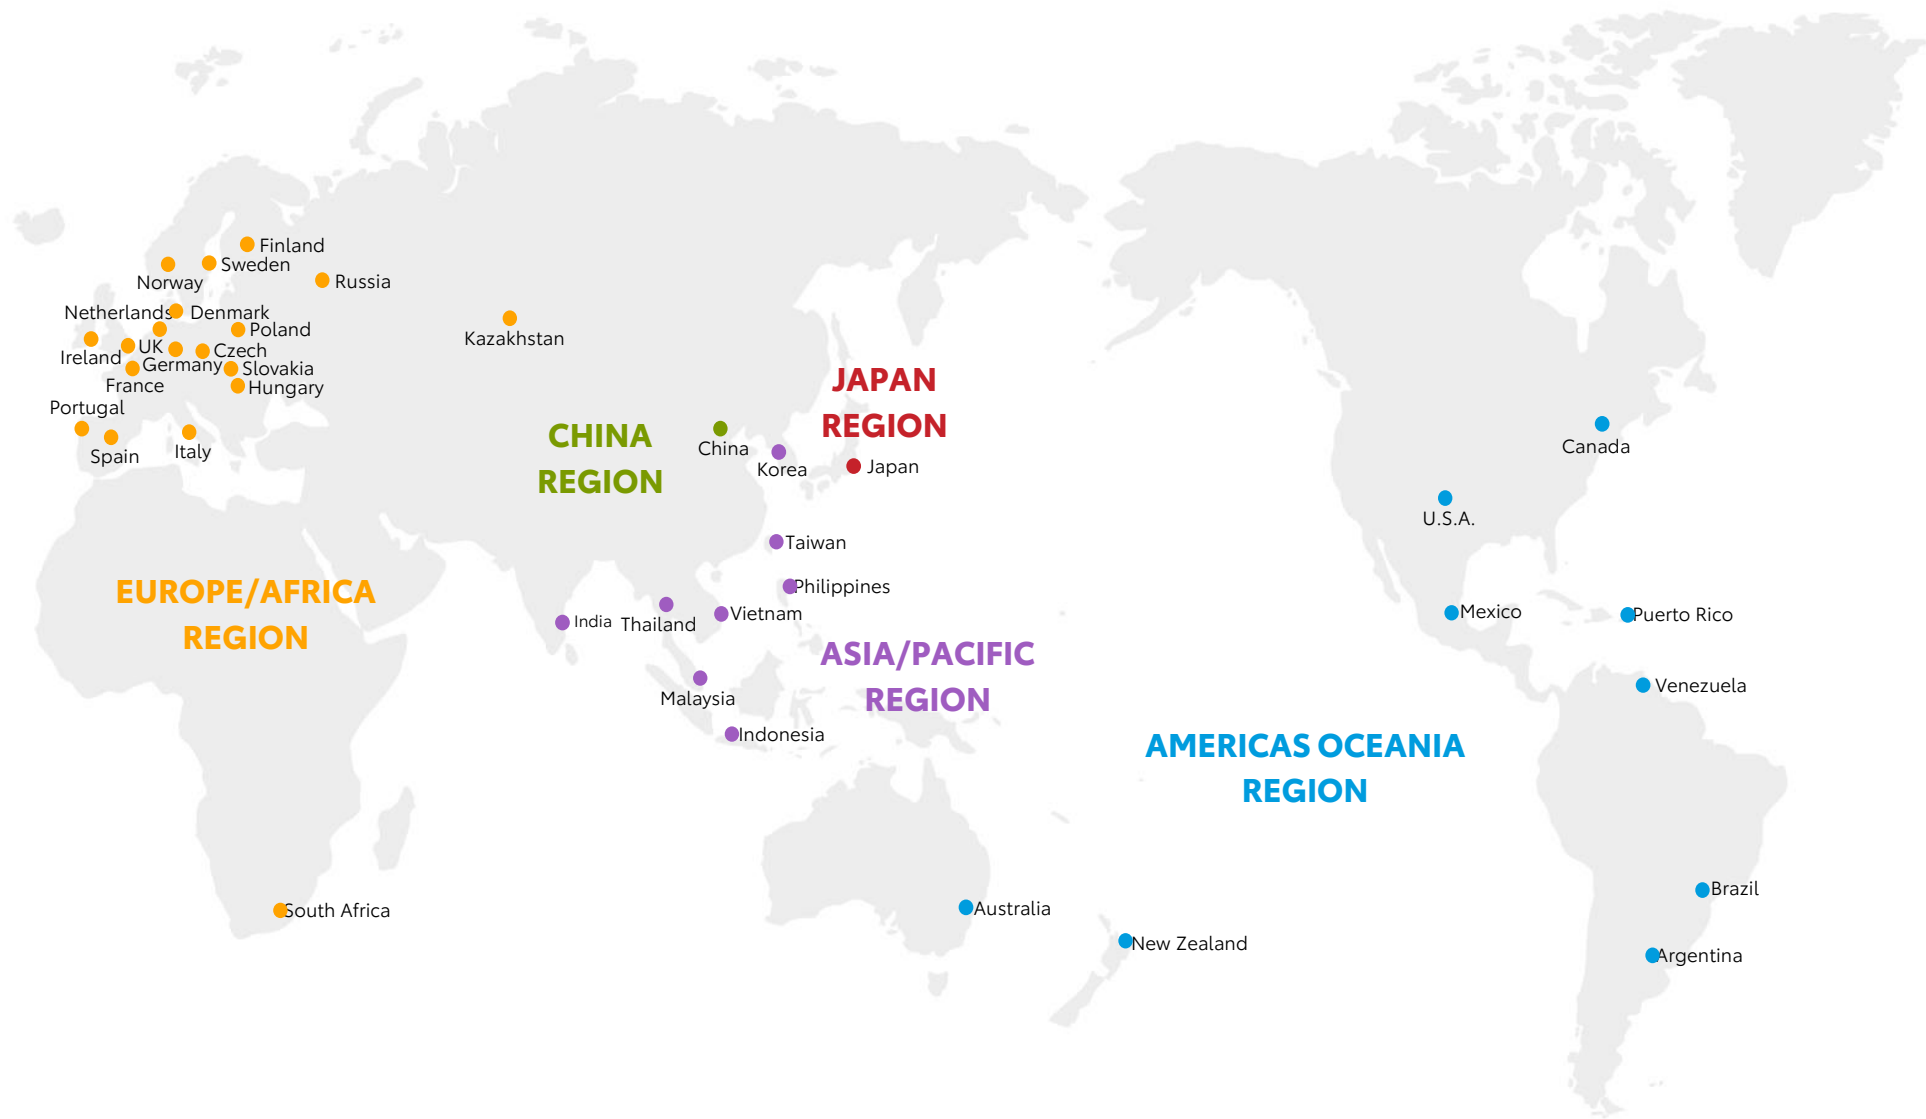 Finland
Sweden
Norway
Russia
Netherlands
Denmark
Poland
Kazakhstan
UK
Czech
Ireland
Germany
Slovakia
France
Hungary
JAPAN
REGION
Portugal
Spain
Italy
CHINA
REGION
China
Korea
Japan
Canada
U.S.A.
Taiwan
EUROPE/AFRICA
REGION
Philippines
India
Thailand
Vietnam
Mexico
Puerto Rico
ASIA/PACIFIC
REGION
Malaysia
Indonesia
Venezuela
AMERICAS OCEANIA
REGION
South Africa
Australia
New Zealand
Brazil
Argentina